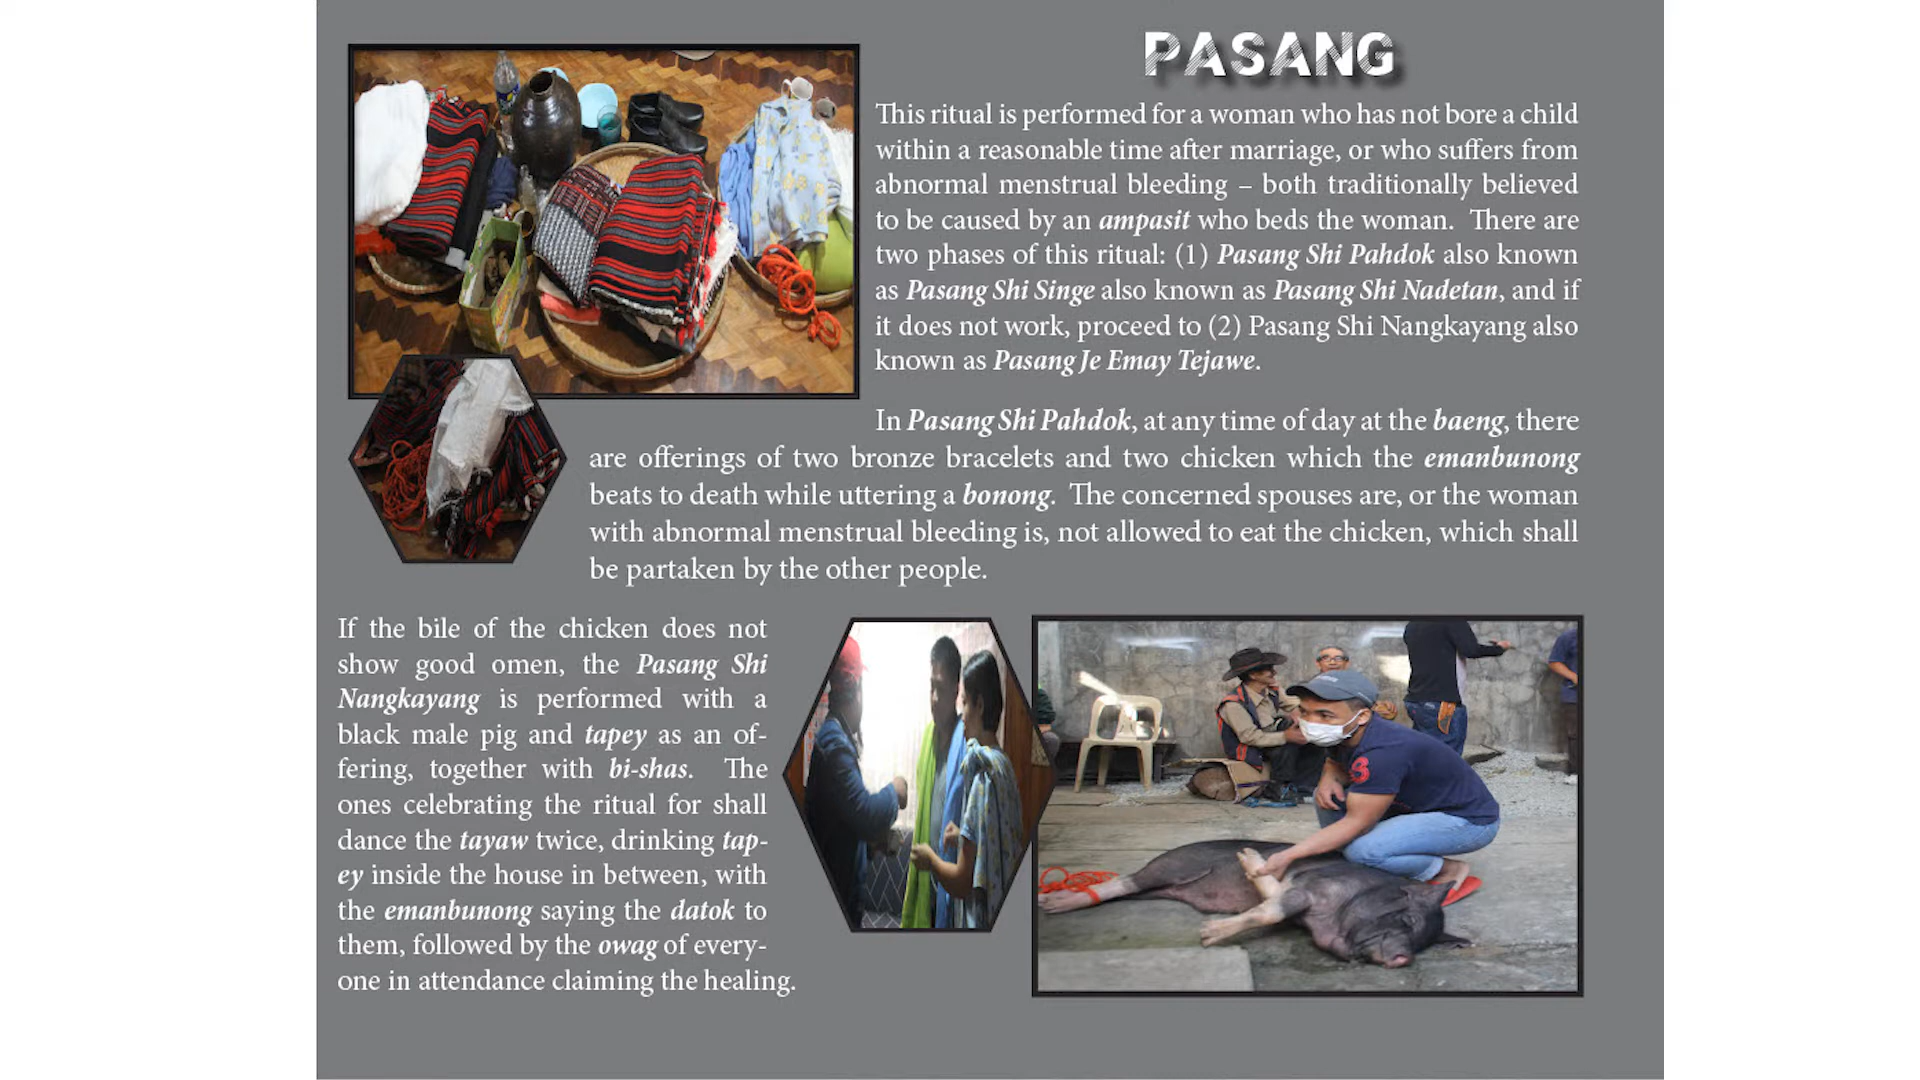 PASANG
This ritual is performed for a woman who has not bore a child
within a reasonable time after marriage, or who suffers from
abnormal menstrual bleeding – both traditionally believed
to be caused by an ampasit who beds the woman. There are
two phases of this ritual: (1) Pasang Shi Pahdok also known
as Pasang Shi Singe also known as Pasang Shi Nadetan, and if
it does not work, proceed to (2) Pasang Shi Nangkayang also
known as Pasang Je Emay Tejawe.
In Pasang Shi Pahdok, at any time of day at the baeng, there
are offerings of two bronze bracelets and two chicken which the emanbunong
beats to death while uttering a bonong. The concerned spouses are, or the woman
with abnormal menstrual bleeding is, not allowed to eat the chicken, which shall
be partaken by the other people.
If the bile of the chicken does not
show good omen, the Pasang Shi
Nangkayang is performed with a
black male pig and tapey as an of-
fering, together with bi-shas. The
ones celebrating the ritual for shall
dance the tayaw twice, drinking tap-
ey inside the house in between, with
the emanbunong saying the datok to
them, followed by the owag of every-
one in attendance claiming the healing.